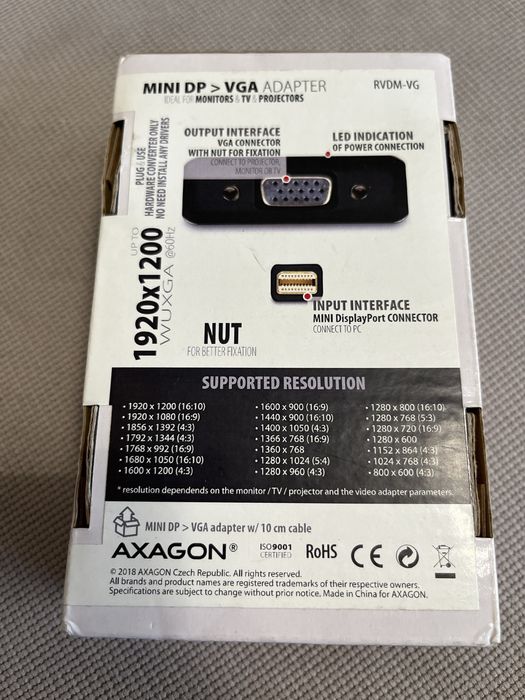 MINI DP > VGA ADAPTER
RVDM-VG
IDEAL FOR MONITORS & TV & PROJECTORS
PLUG & USE
HARDWARE CONVERTER ONLY
NO NEED INSTALL ANY DRIVERS
OUTPUT INTERFACE
VGA CONNECTOR
WITH NUT FOR FIXATION
CONNECT TO PROJECTOR,
MONITOR OR TV
LED INDICATION
OF POWER CONNECTION
UP TO
1920x1200
WUXGA @60Hz
INPUT INTERFACE
MINI DisplayPort CONNECTOR
CONNECT TO PC
NUT
FOR BETTER FIXATION
SUPPORTED RESOLUTION
• 1920 x 1200 (16:10)
• 1920 x 1080 (16:9)
• 1856 x 1392 (4:3)
• 1792 x 1344 (4:3)
• 1768 x 992 (16:9)
• 1680 x 1050 (16:10)
• 1600 x 1200 (4:3)
• 1600 x 900 (16:9)
• 1440 x 900 (16:10)
• 1400 x 1050 (4:3)
• 1366 x 768 (16:9)
• 1360 x 768
• 1280 x 1024 (5:4)
• 1280 x 960 (4:3)
• 1280 x 800 (16:10)
• 1280 x 768 (5:3)
• 1280 x 720 (16:9)
• 1280 x 600
• 1152 x 864 (4:3)
• 1024 x 768 (4:3)
• 800 x 600 (4:3)
* resolution dependends on the monitor / TV / projector and the video adapter parameters.
MINI DP > VGA adapter w/ 10 cm cable
AXAGON® ISO9001 CERTIFIED RoHS CE
© 2018 AXAGON Czech Republic. All rights reserved.
All brands and product names are registered trademarks of their respective owners.
Specifications are subject to change without prior notice. Made in China for AXAGON.